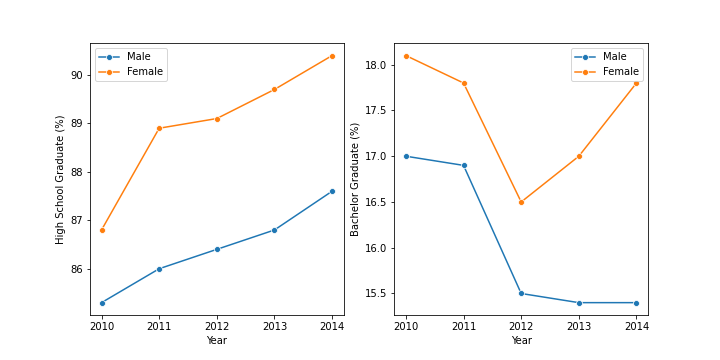 Male
Female
90
89
88
87
86
High School Graduate (%)
2010 2011 2012 2013 2014
Year
Male
Female
18.0
17.5
17.0
16.5
16.0
15.5
Bachelor Graduate (%)
2010 2011 2012 2013 2014
Year